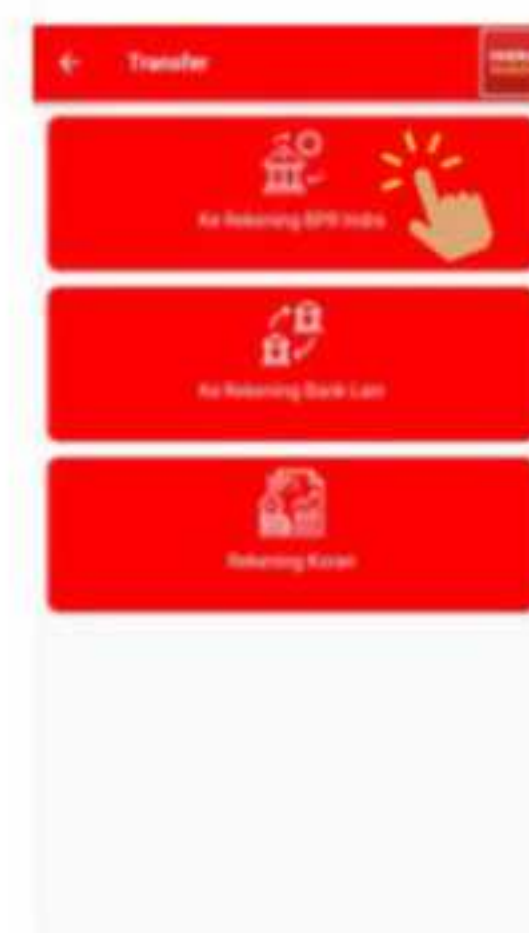 Transfer
Ke Rekening BPR Indra
Ke Rekening Bank Lain
Rekening Koran